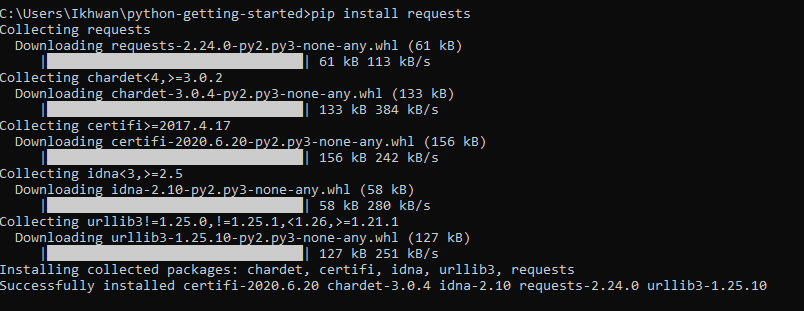 C:\Users\Ikhwan\python-getting-started>pip install requests
Collecting requests
  Downloading requests-2.24.0-py2.py3-none-any.whl (61 kB)
     |████████████████████████████████| 61 kB 113 kB/s
Collecting chardet<4,>=3.0.2
  Downloading chardet-3.0.4-py2.py3-none-any.whl (133 kB)
     |████████████████████████████████| 133 kB 384 kB/s
Collecting certifi>=2017.4.17
  Downloading certifi-2020.6.20-py2.py3-none-any.whl (156 kB)
     |████████████████████████████████| 156 kB 242 kB/s
Collecting idna<3,>=2.5
  Downloading idna-2.10-py2.py3-none-any.whl (58 kB)
     |████████████████████████████████| 58 kB 280 kB/s
Collecting urllib3!=1.25.0,!=1.25.1,<1.26,>=1.21.1
  Downloading urllib3-1.25.10-py2.py3-none-any.whl (127 kB)
     |████████████████████████████████| 127 kB 251 kB/s
Installing collected packages: chardet, certifi, idna, urllib3, requests
Successfully installed certifi-2020.6.20 chardet-3.0.4 idna-2.10 requests-2.24.0 urllib3-1.25.10